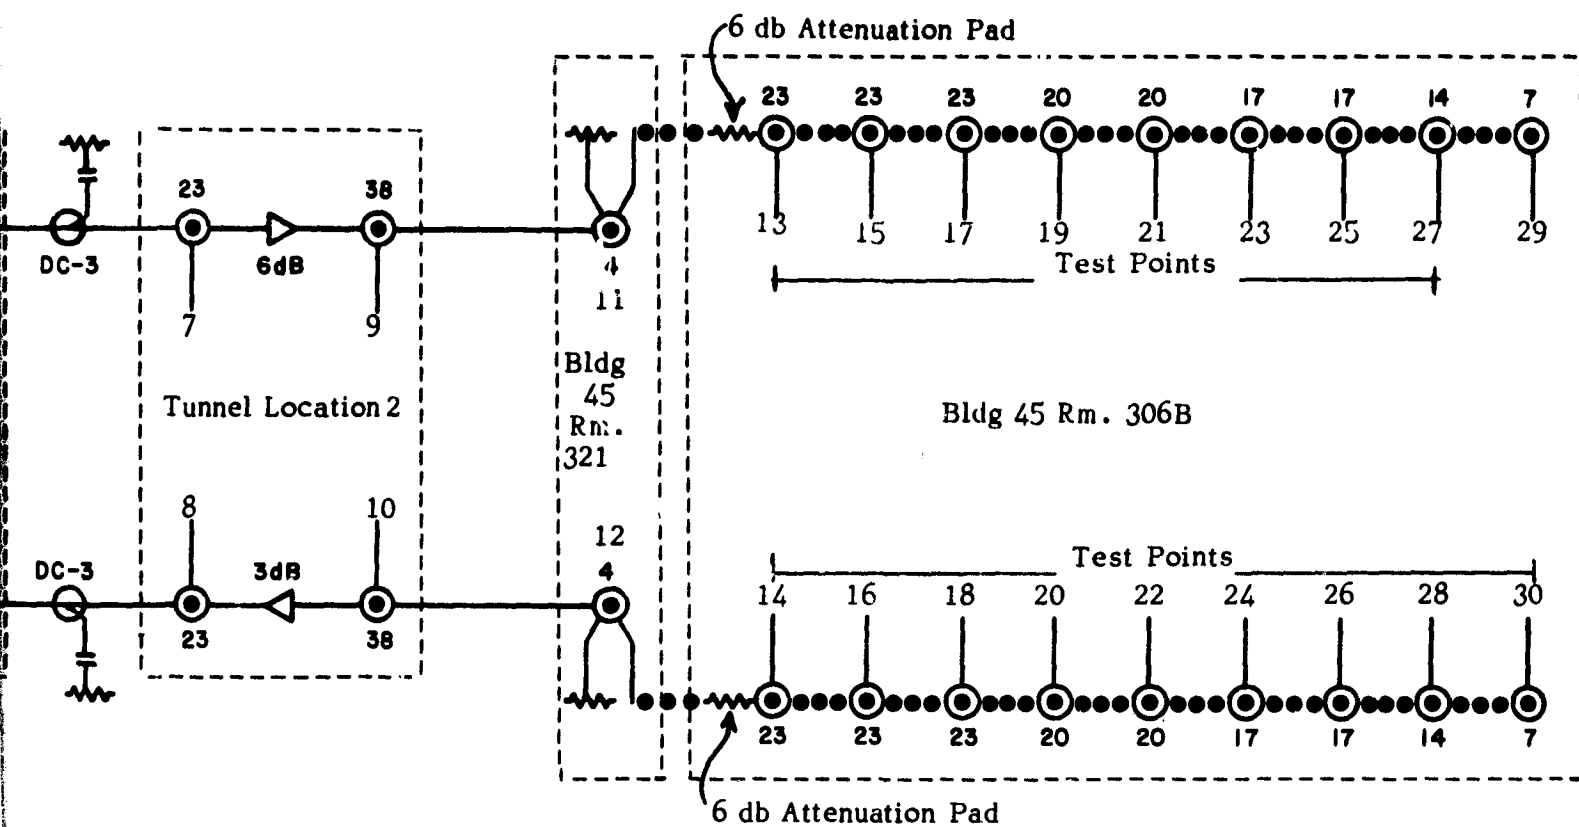 6 db Attenuation Pad
23 23 23 20 20 17 17 14 7
23 38
DC-3 6dB
7 9
4
11
13 15 17 19 21 23 25 27 29
Test Points
Bldg
45
Rm.
321
Tunnel Location 2
Bldg 45 Rm. 306B
8 10
12
DC-3 3dB
4
23 38
Test Points
14 16 18 20 22 24 26 28 30
23 23 23 20 20 17 17 14 7
6 db Attenuation Pad